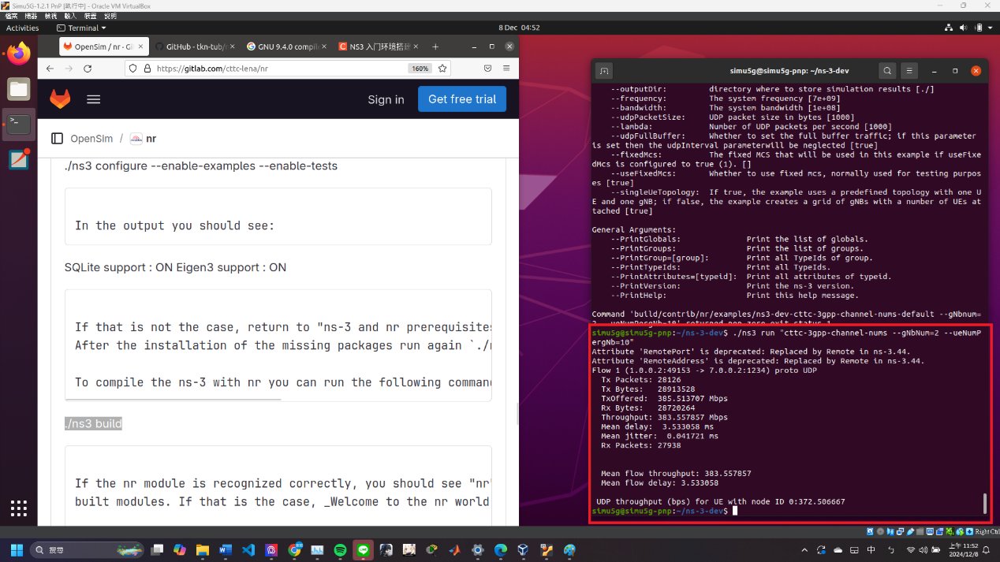 Simu5G-1.2.1 PnP [執行中] - Oracle VM VirtualBox
檔案 機器 檢視 輸入 裝置 說明
Activities Terminal 8 Dec 04:52
OpenSim / nr · Gi GitHub - tkn-tub/ GNU 9.4.0 compile NS3 入门环境搭建
https://gitlab.com/cttc-lena/nr 160%
Sign in Get free trial
OpenSim / nr
./ns3 configure --enable-examples --enable-tests
In the output you should see:
SQLite support : ON Eigen3 support : ON
If that is not the case, return to "ns-3 and nr prerequisites
After the installation of the missing packages run again `./n
To compile the ns-3 with nr you can run the following command
./ns3 build
If the nr module is recognized correctly, you should see "nr"
built modules. If that is the case, _Welcome to the nr world
simu5g@simu5g-pnp: ~/ns-3-dev
--outputDir: directory where to store simulation results [./]
--frequency: The system frequency [7e+09]
--bandwidth: The system bandwidth [1e+08]
--udpPacketSize: UDP packet size in bytes [1000]
--lambda: Number of UDP packets per second [1000]
--udpFullBuffer: Whether to set the full buffer traffic; if this parameter
is set then the udpInterval parameterwill be neglected [true]
--fixedMcs: The fixed MCS that will be used in this example if useFixe
dMcs is configured to true (1). []
--useFixedMcs: Whether to use fixed mcs, normally used for testing purpos
es [true]
--singleUeTopology: If true, the example uses a predefined topology with one U
E and one gNB; if false, the example creates a grid of gNBs with a number of UEs at
tached [true]
General Arguments:
--PrintGlobals: Print the list of globals.
--PrintGroups: Print the list of groups.
--PrintGroup=[group]: Print all TypeIds of group.
--PrintTypeIds: Print all TypeIds.
--PrintAttributes=[typeid]: Print all attributes of typeid.
--PrintVersion: Print the ns-3 version.
--PrintHelp: Print this help message.
Command 'build/contrib/nr/examples/ns3-dev-cttc-3gpp-channel-nums-default --gNbnum=
2 --ueNumPergNb=10' returned non-zero exit status 1.
simu5g@simu5g-pnp:~/ns-3-dev$ ./ns3 run "cttc-3gpp-channel-nums --gNbNum=2 --ueNumP
ergNb=10"
Attribute 'RemotePort' is deprecated: Replaced by Remote in ns-3.44.
Attribute 'RemoteAddress' is deprecated: Replaced by Remote in ns-3.44.
Flow 1 (1.0.0.2:49153 -> 7.0.0.2:1234) proto UDP
Tx Packets: 28126
Tx Bytes: 28913528
TxOffered: 385.513707 Mbps
Rx Bytes: 28720264
Throughput: 383.557857 Mbps
Mean delay: 3.533058 ms
Mean jitter: 0.041721 ms
Rx Packets: 27938
Mean flow throughput: 383.557857
Mean flow delay: 3.533058
UDP throughput (bps) for UE with node ID 0:372.506667
simu5g@simu5g-pnp:~/ns-3-dev$
Right Ctrl
搜尋
中
上午 11:52
2024/12/8